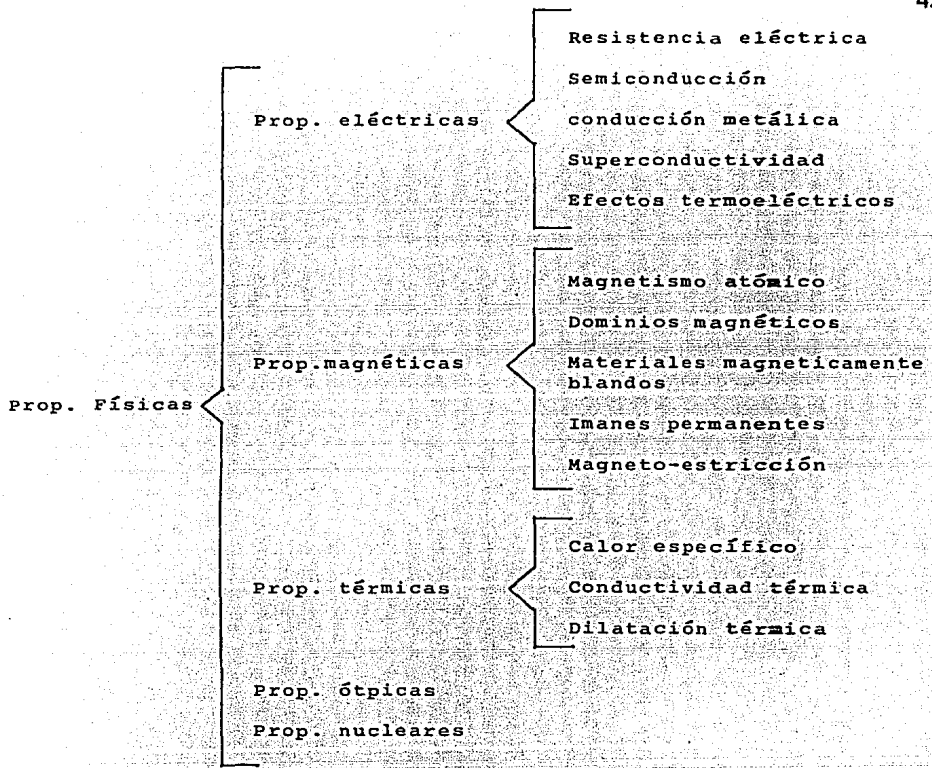 Resistencia eléctrica
Semiconducción
Prop. eléctricas
conducción metálica
Superconductividad
Efectos termoeléctricos
Magnetismo atómico
Dominios magnéticos
Prop.magnéticas
Materiales magneticamente
blandos
Prop. Físicas
Imanes permanentes
Magneto-estricción
Calor específico
Prop. térmicas
Conductividad térmica
Dilatación térmica
Prop. ótpicas
Prop. nucleares